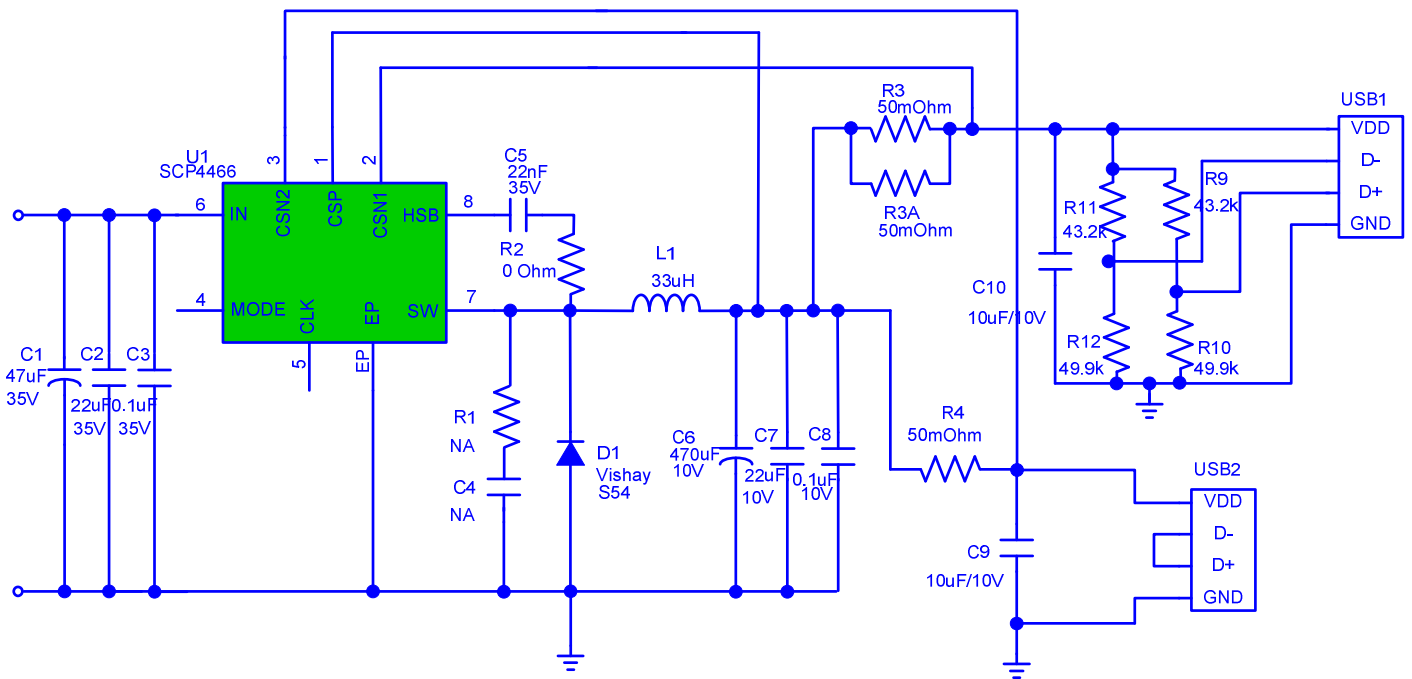 U1
SCP4466
3
1
2
6
IN
CSN2
CSP
CSN1
HSB
8
4
MODE
CLK
EP
SW
7
5
EP
C1
47uF
35V
C2
22uF
35V
C3
0.1uF
35V
C5
22nF
35V
R2
0 Ohm
L1
33uH
R1
NA
C4
NA
D1
Vishay
S54
C6
470uF
10V
C7
22uF
10V
C8
0.1uF
10V
R3
50mOhm
R3A
50mOhm
R4
50mOhm
C9
10uF/10V
C10
10uF/10V
R11
43.2k
R9
43.2k
R12
49.9k
R10
49.9k
USB1
VDD
D-
D+
GND
USB2
VDD
D-
D+
GND